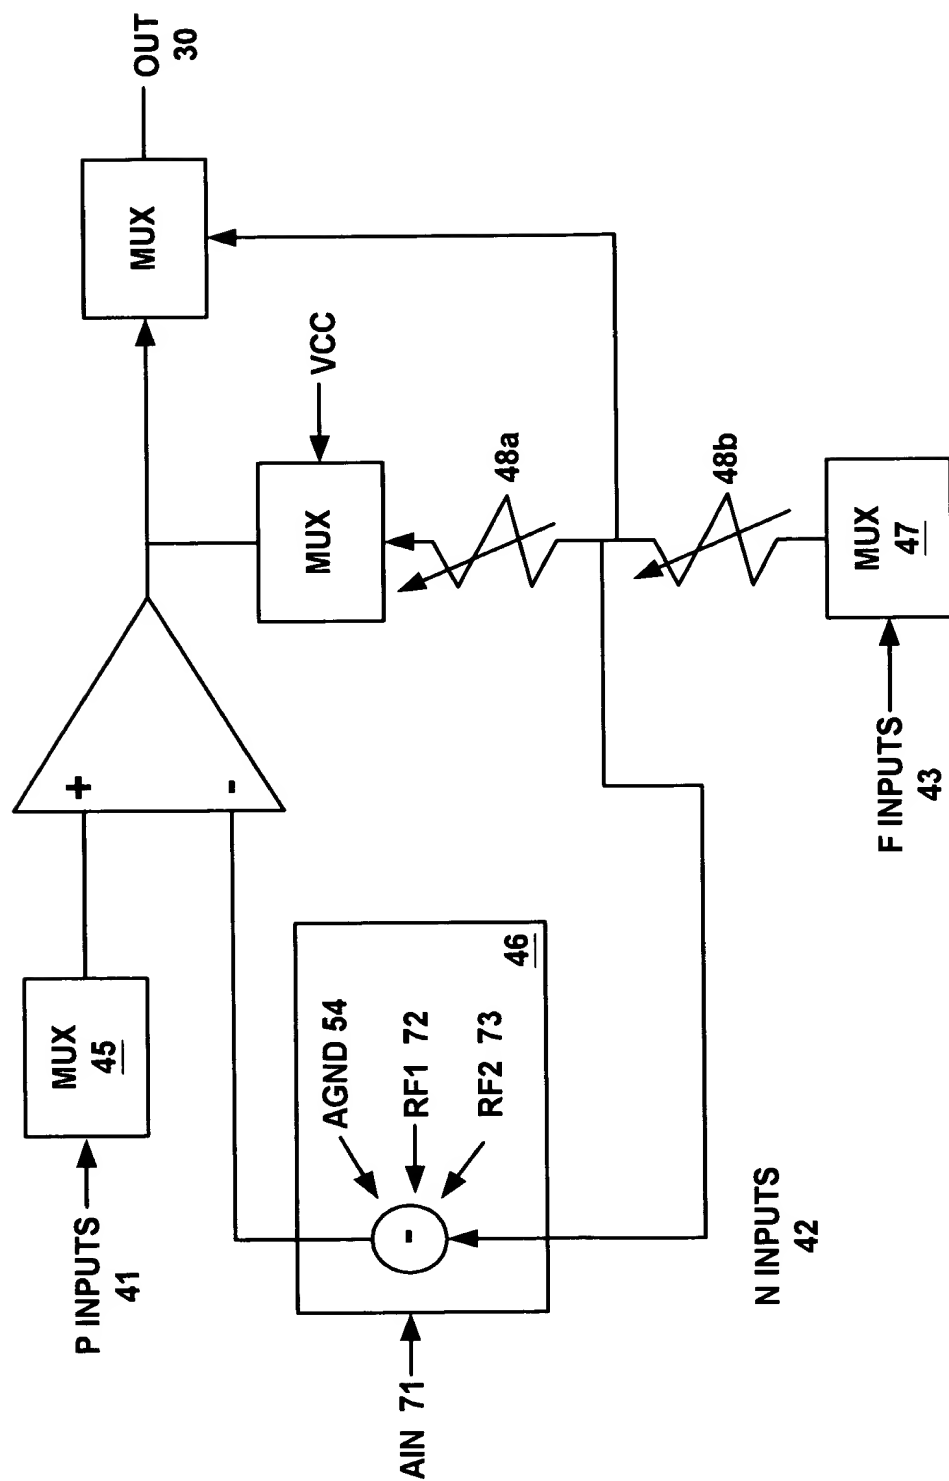 OUT
30
MUX
VCC
MUX
48a
48b
MUX
47
F INPUTS
43
+
-
MUX
45
P INPUTS
41
46
AGND 54
RF1 72
RF2 73
-
AIN 71
N INPUTS
42